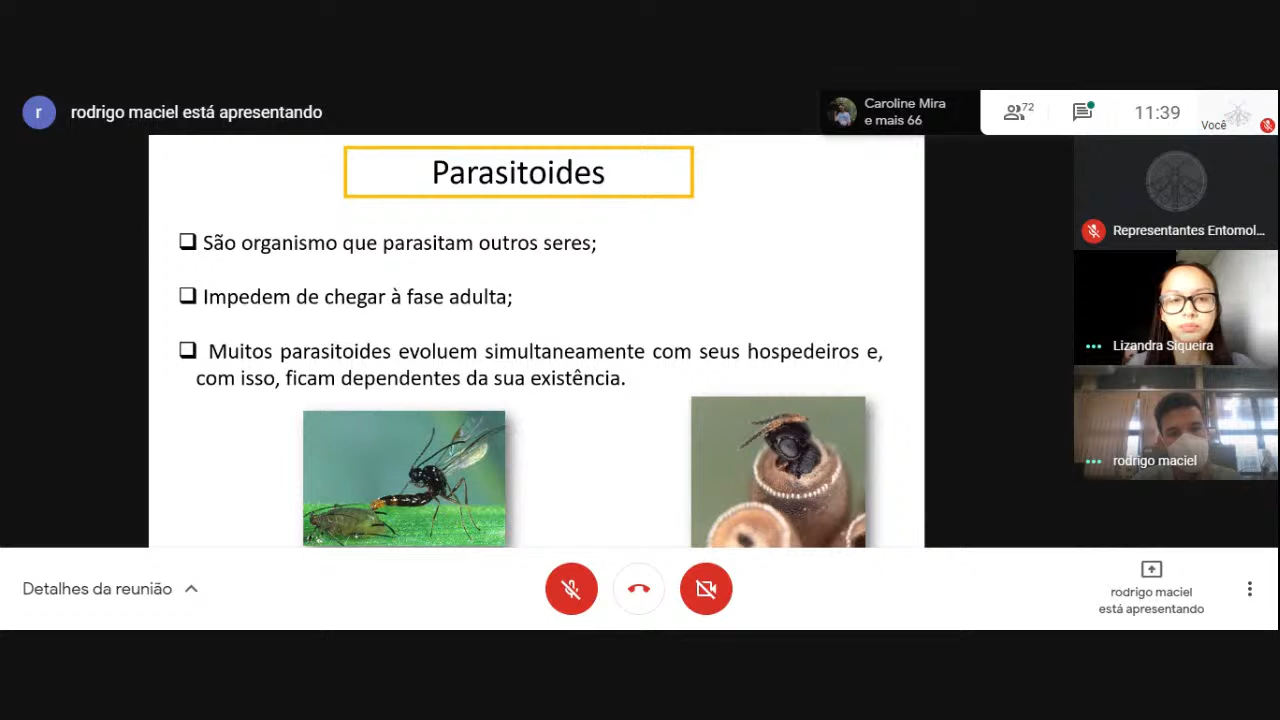 r
rodrigo maciel está apresentando
Caroline Mira
e mais 66
72
11:39
Você
Parasitoides
São organismo que parasitam outros seres;
Impedem de chegar à fase adulta;
Muitos parasitoides evoluem simultaneamente com seus hospedeiros e,
com isso, ficam dependentes da sua existência.
Representantes Entomol...
Lizandra Siqueira
rodrigo maciel
Detalhes da reunião
rodrigo maciel
está apresentando